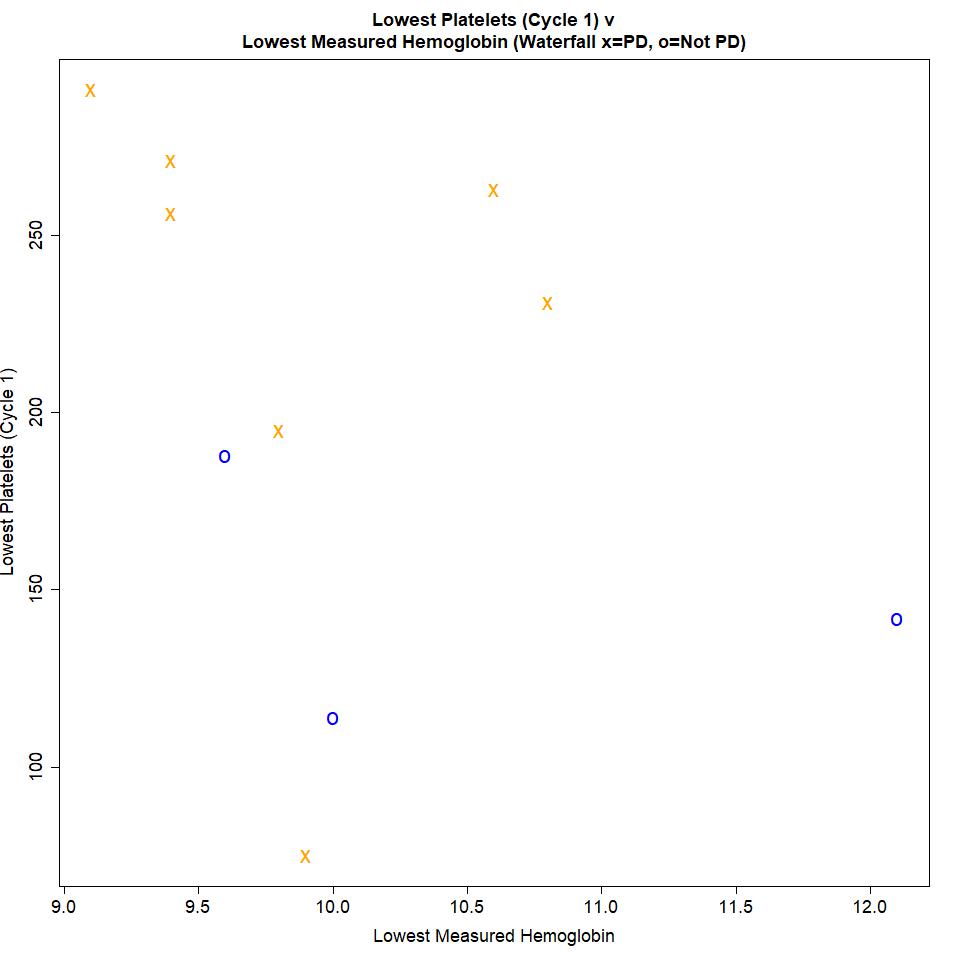 Lowest Platelets (Cycle 1) v
Lowest Measured Hemoglobin (Waterfall x=PD, o=Not PD)
Lowest Platelets (Cycle 1)
250
200
150
100
x
x
x
x
x
x
o
o
o
x
9.0 9.5 10.0 10.5 11.0 11.5 12.0
Lowest Measured Hemoglobin